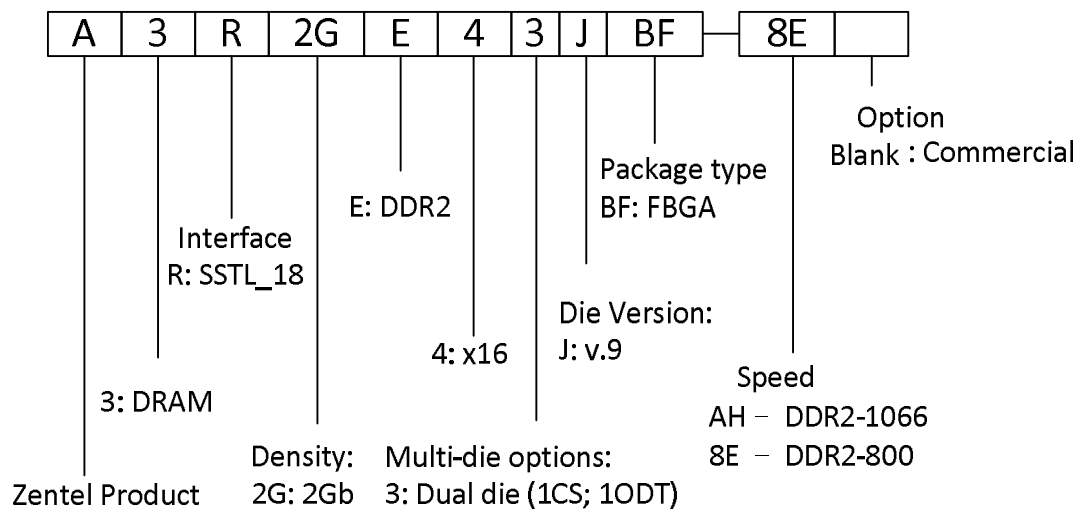 A 3 R 2G E 4 3 J BF — 8E
Option
Blank : Commercial
Package type
BF: FBGA
E: DDR2
Interface
R: SSTL_18
Die Version:
J: v.9
4: x16
3: DRAM
Speed
AH – DDR2-1066
8E – DDR2-800
Density:
2G: 2Gb
Multi-die options:
3: Dual die (1CS; 1ODT)
Zentel Product